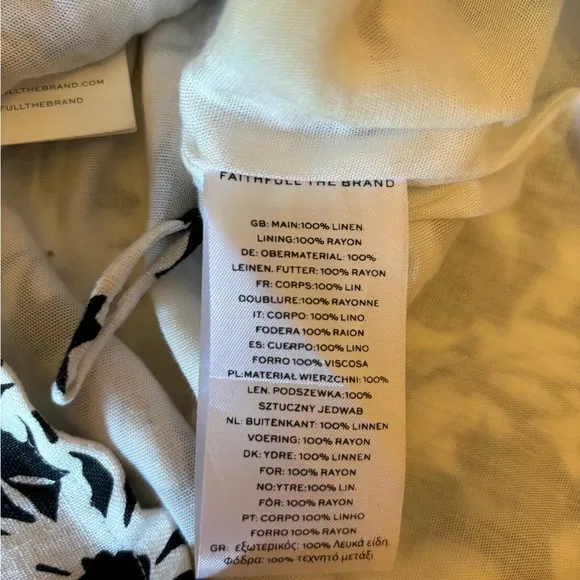 FULLTHEBRAND.COM
FULLTHEBRAND
FAITHFULL THE BRAND
GB: MAIN:100% LINEN.
LINING:100% RAYON
DE: OBERMATERIAL: 100%
LEINEN. FUTTER: 100% RAYON
FR: CORPS:100% LIN.
DOUBLURE:100% RAYONNE
IT: CORPO: 100% LINO.
FODERA 100% RAION
ES: CUERPO:100% LINO
FORRO 100% VISCOSA
PL:MATERIAŁ WIERZCHNI: 100%
LEN. PODSZEWKA:100%
SZTUCZNY JEDWAB
NL: BUITENKANT: 100% LINNEN
VOERING: 100% RAYON
DK: YDRE: 100% LINNEN
FOR: 100% RAYON
NO:YTRE:100% LIN.
FÔR: 100% RAYON
PT: CORPO 100% LINHO
FORRO 100% RAYON
GR: εξωτερικός: 100% Λευκά είδη.
Φόδρα: 100% τεχνητό μετάξι